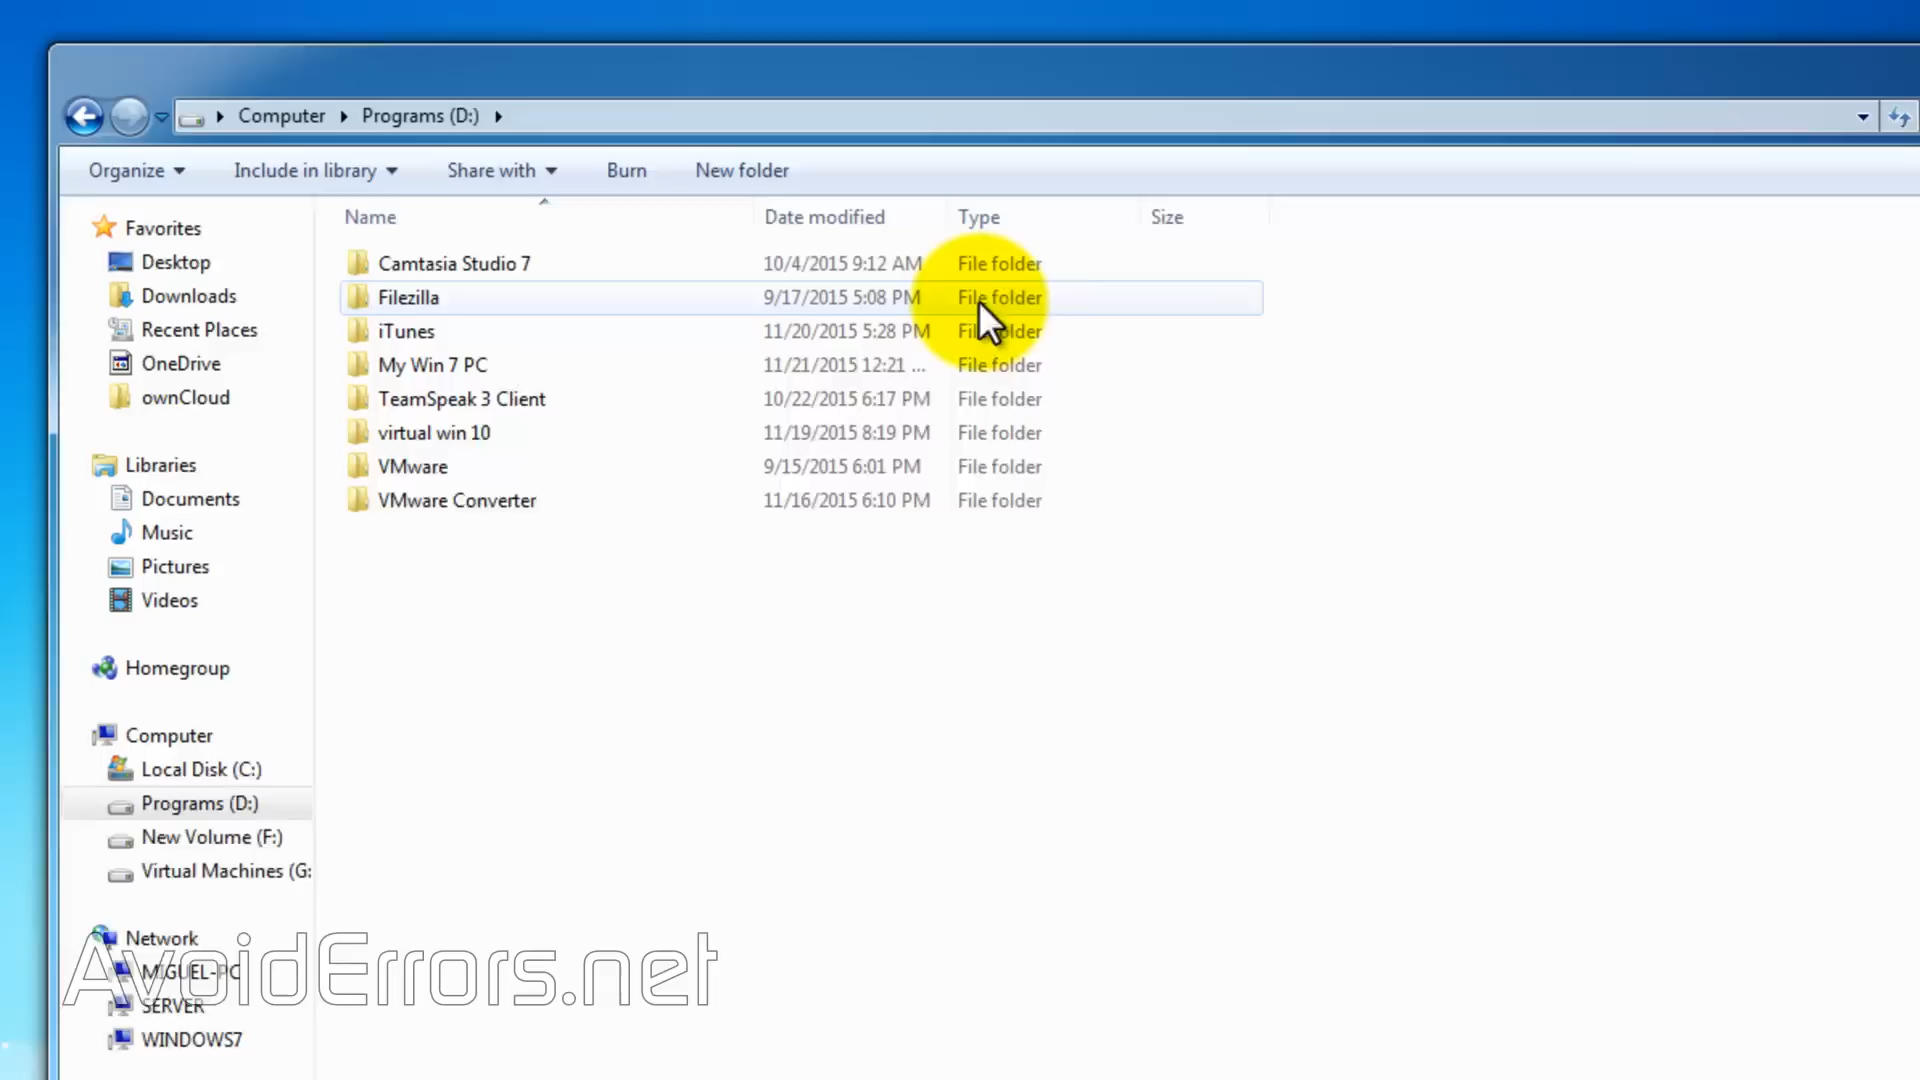 Computer Programs (D:)
Organize Include in library Share with Burn New folder
Name Date modified Type Size
Favorites
Desktop
Downloads
Recent Places
OneDrive
ownCloud
Libraries
Documents
Music
Pictures
Videos
Homegroup
Computer
Local Disk (C:)
Programs (D:)
New Volume (F:)
Virtual Machines (G:
Network
MIGUEL-PC
SERVER
WINDOWS7
Camtasia Studio 7 10/4/2015 9:12 AM File folder
Filezilla 9/17/2015 5:08 PM File folder
iTunes 11/20/2015 5:28 PM File folder
My Win 7 PC 11/21/2015 12:21 ... File folder
TeamSpeak 3 Client 10/22/2015 6:17 PM File folder
virtual win 10 11/19/2015 8:19 PM File folder
VMware 9/15/2015 6:01 PM File folder
VMware Converter 11/16/2015 6:10 PM File folder
AvoidErrors.net